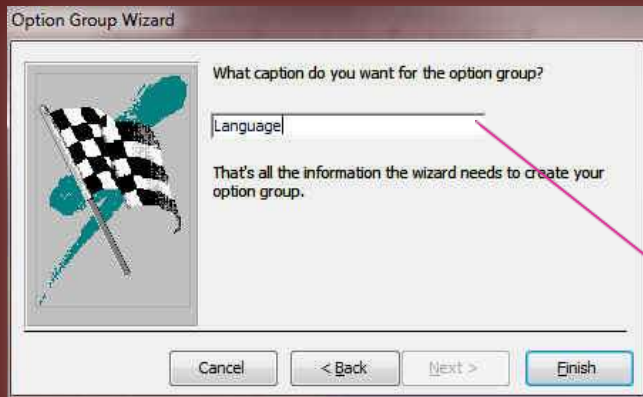 Option Group Wizard
What caption do you want for the option group?
Language
That's all the information the wizard needs to create your
option group.
Cancel
< Back
Next >
Finish